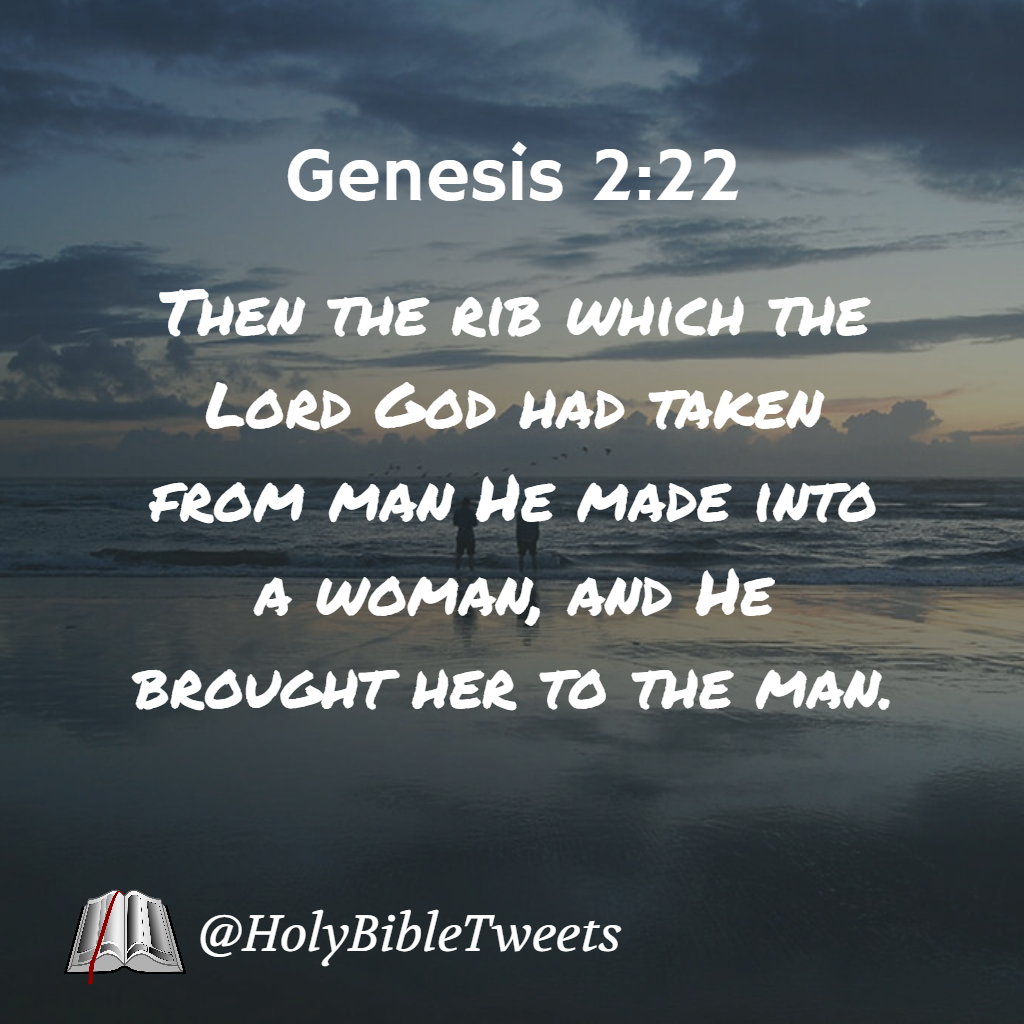 Genesis 2:22
Then the rib which the
Lord God had taken
from man He made into
a woman, and He
brought her to the man.
@HolyBibleTweets